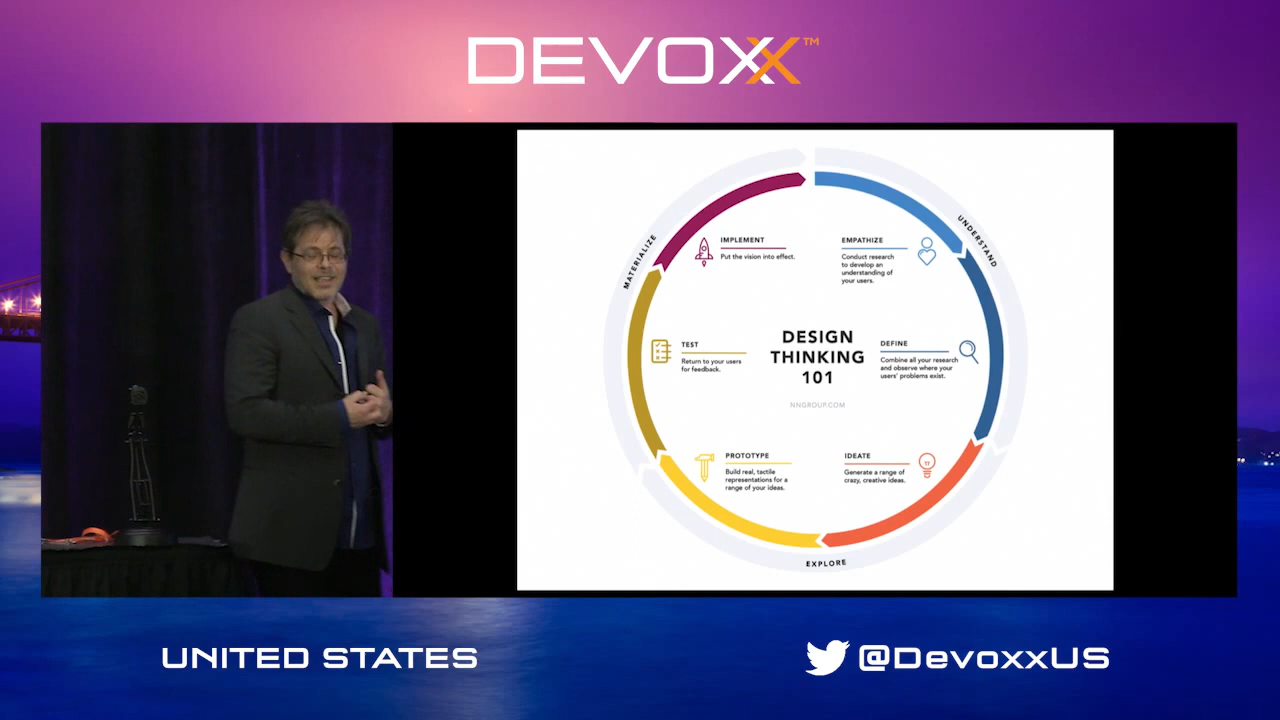 DEVOXX™
UNDERSTAND
MATERIALIZE
IMPLEMENT
Put the vision into effect.
EMPATHIZE
Conduct research
to develop an
understanding of
your users.
TEST
Return to your users
for feedback.
DESIGN
THINKING
101
NNGROUP.COM
DEFINE
Combine all your research
and observe where your
users' problems exist.
PROTOTYPE
Build real, tactile
representations for a
range of your ideas.
IDEATE
Generate a range of
crazy, creative ideas.
EXPLORE
UNITED STATES
@DevoxxUS